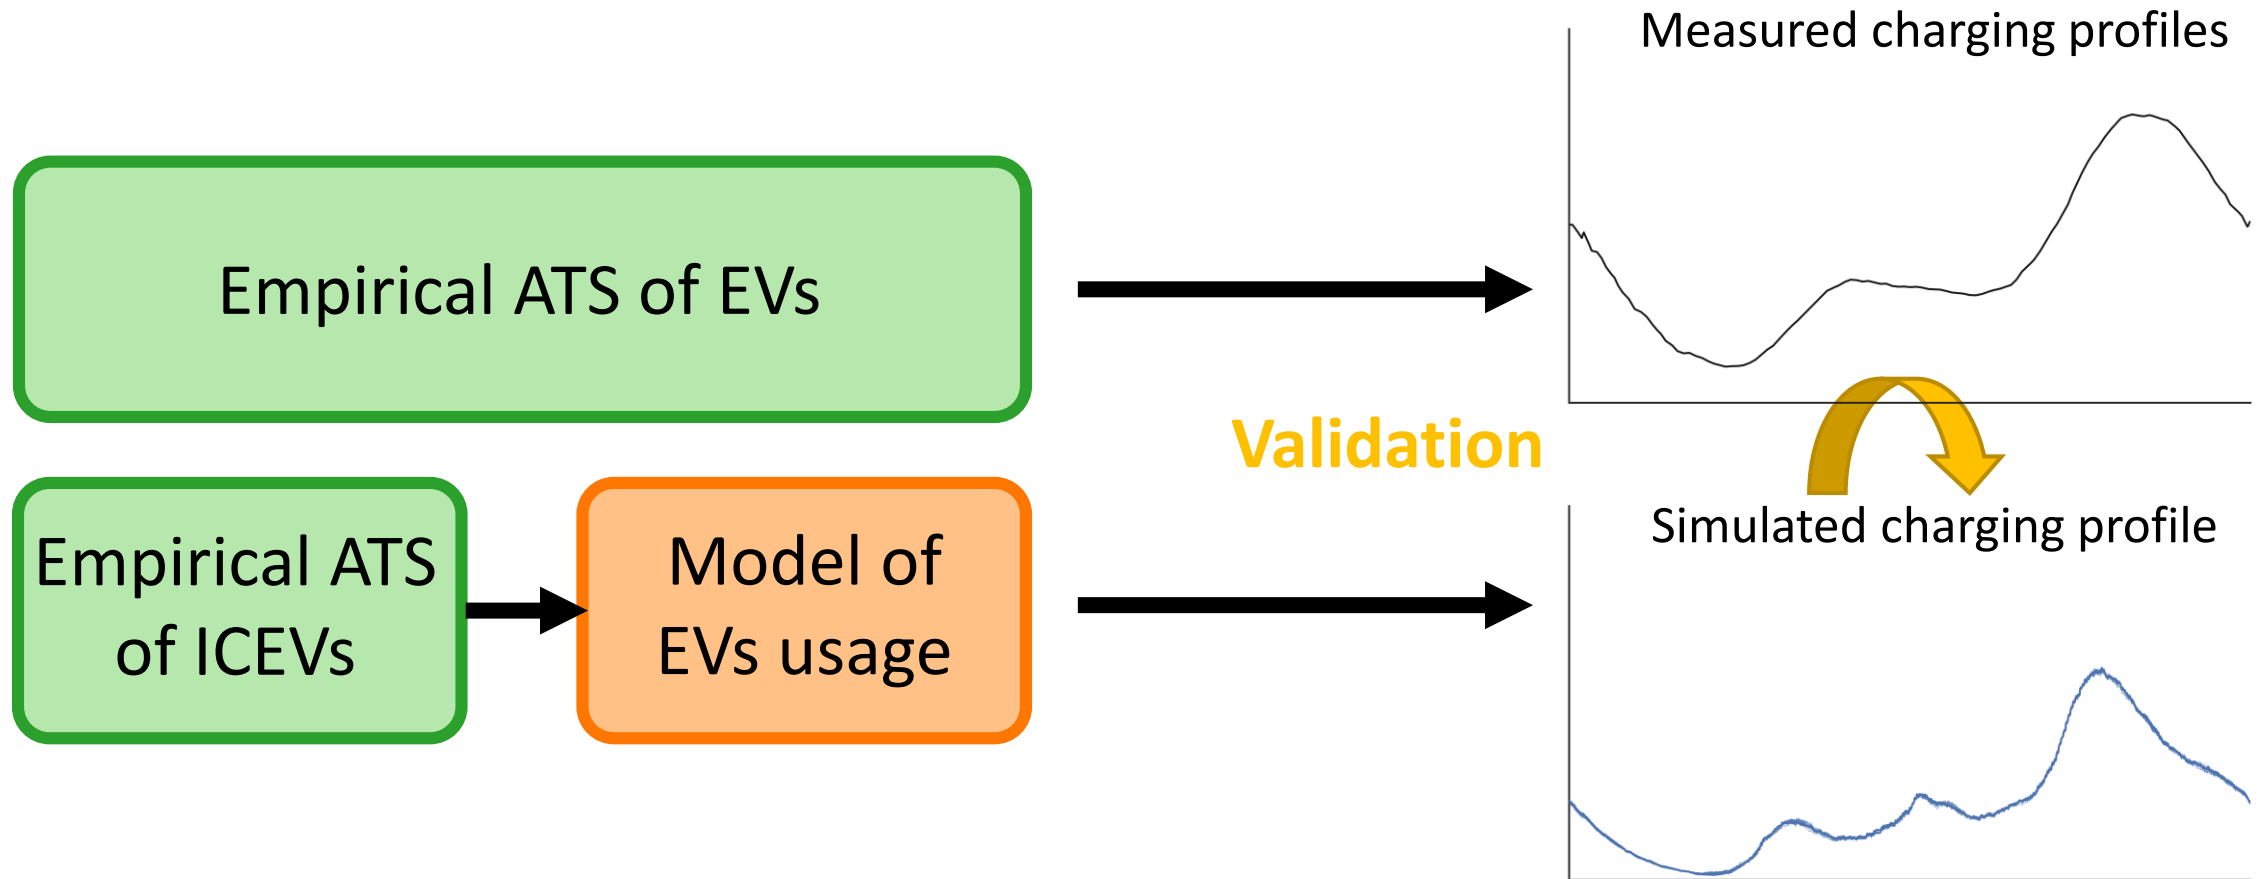 Measured charging profiles
Empirical ATS of EVs
Validation
Simulated charging profile
Empirical ATS
of ICEVs
Model of
EVs usage